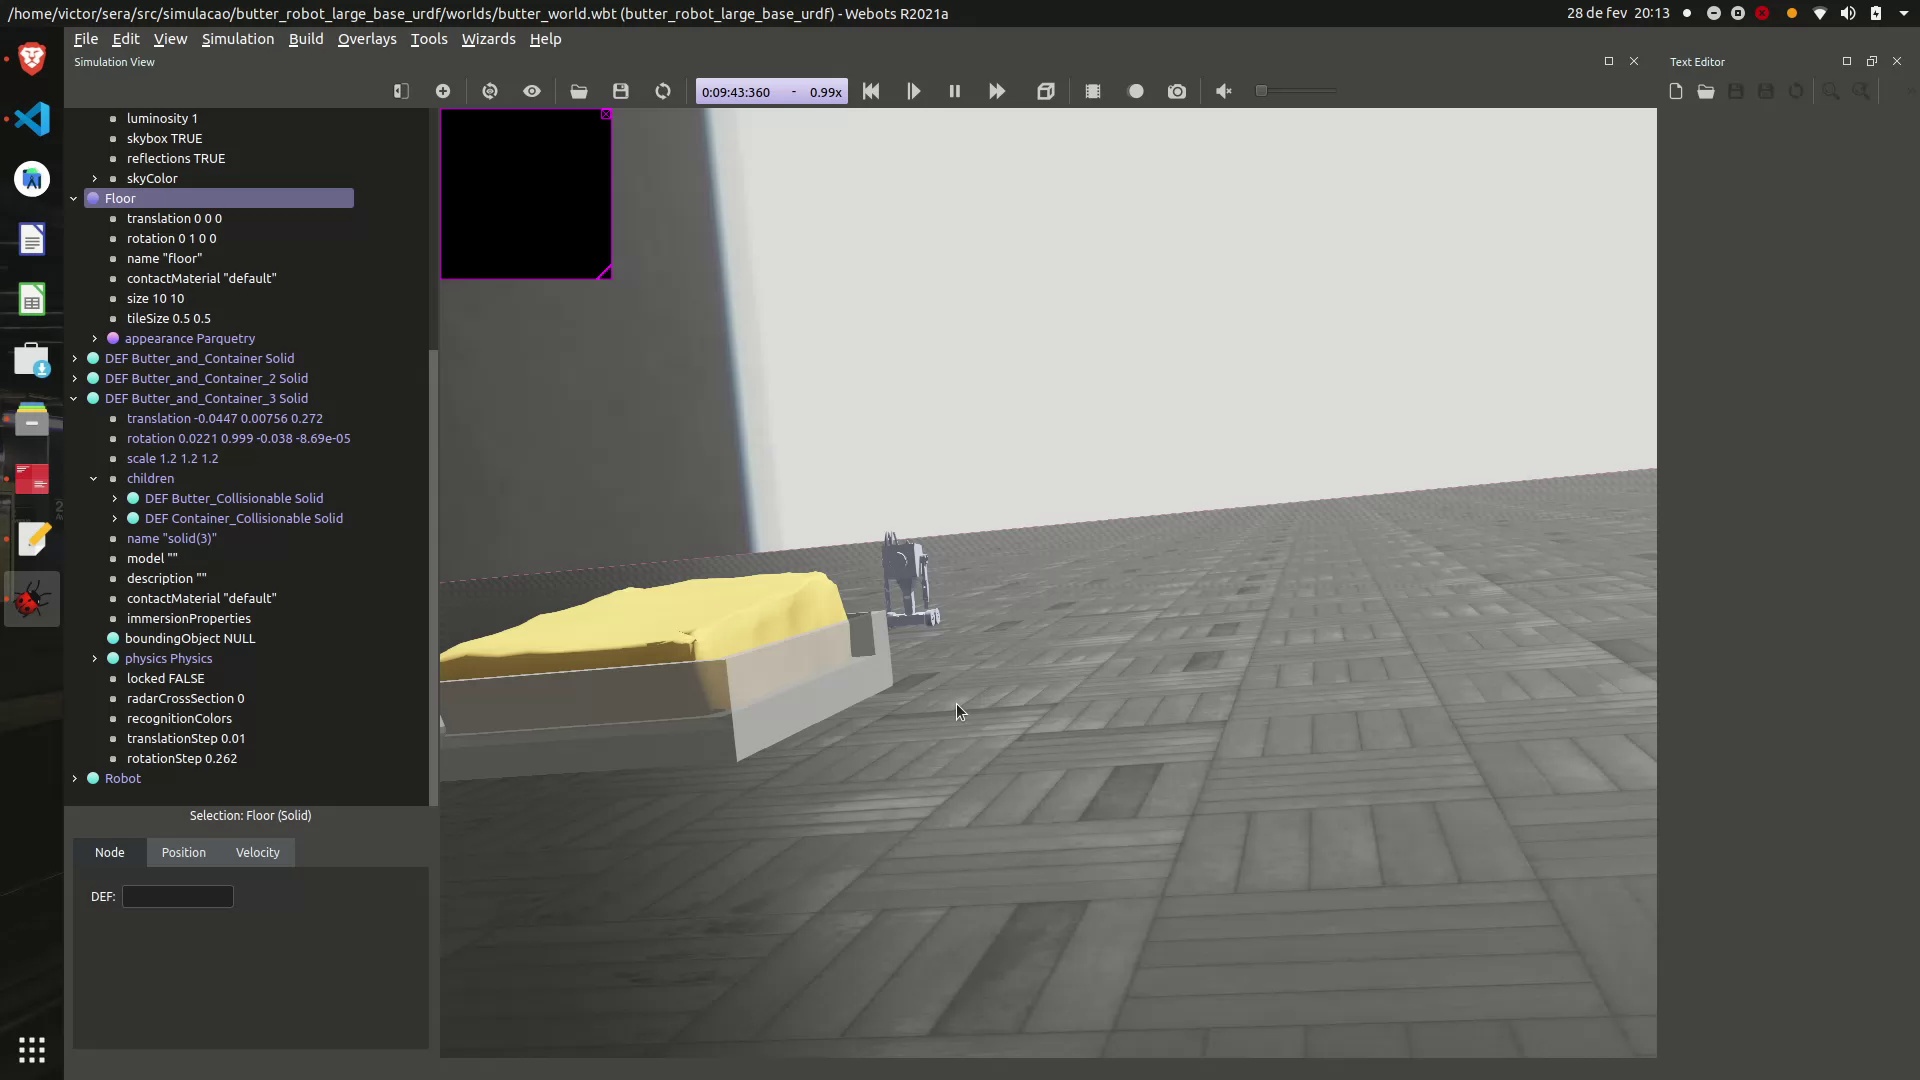 /home/victor/sera/src/simulacao/butter_robot_large_base_urdf/worlds/butter_world.wbt (butter_robot_large_base_urdf) - Webots R2021a
28 de fev 20:13
File Edit View Simulation Build Overlays Tools Wizards Help
Simulation View
Text Editor
0:09:43:360 - 0.99x
luminosity 1
skybox TRUE
reflections TRUE
skyColor
Floor
translation 0 0 0
rotation 0 1 0 0
name "floor"
contactMaterial "default"
size 10 10
tileSize 0.5 0.5
appearance Parquetry
DEF Butter_and_Container Solid
DEF Butter_and_Container_2 Solid
DEF Butter_and_Container_3 Solid
translation -0.0447 0.00756 0.272
rotation 0.0221 0.999 -0.038 -8.69e-05
scale 1.2 1.2 1.2
children
DEF Butter_Collisionable Solid
DEF Container_Collisionable Solid
name "solid(3)"
model ""
description ""
contactMaterial "default"
immersionProperties
boundingObject NULL
physics Physics
locked FALSE
radarCrossSection 0
recognitionColors
translationStep 0.01
rotationStep 0.262
Robot
Selection: Floor (Solid)
Node Position Velocity
DEF: